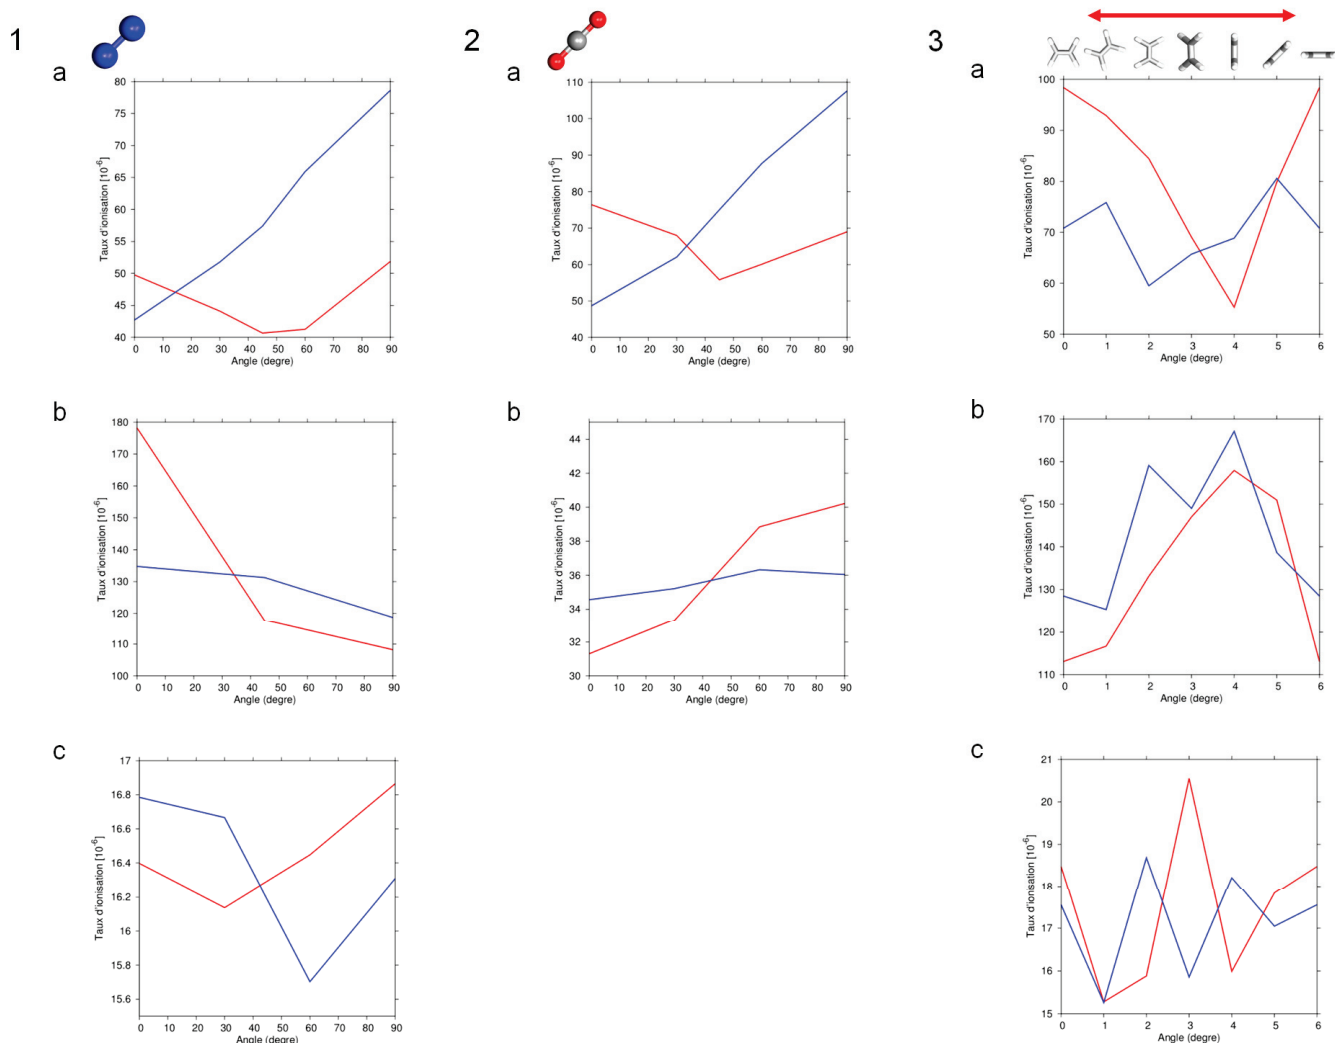 1
2
3
a
80
75
70
65
60
55
50
45
40
Taux d'ionisation [10⁻⁶]
0 10 20 30 40 50 60 70 80 90
Angle (degre)
a
110
100
90
80
70
60
50
40
Taux d'ionisation [10⁻⁶]
0 10 20 30 40 50 60 70 80 90
Angle (degre)
a
100
90
80
70
60
50
Taux d'ionisation [10⁻⁶]
0 1 2 3 4 5 6
Angle (degre)
b
180
170
160
150
140
130
120
110
100
Taux d'ionisation [10⁻⁶]
0 10 20 30 40 50 60 70 80 90
Angle (degre)
b
44
42
40
38
36
34
32
30
Taux d'ionisation [10⁻⁶]
0 10 20 30 40 50 60 70 80 90
Angle (degre)
b
170
160
150
140
130
120
110
Taux d'ionisation [10⁻⁶]
0 1 2 3 4 5 6
Angle (degre)
c
17
16.8
16.6
16.4
16.2
16
15.8
15.6
Taux d'ionisation [10⁻⁶]
0 10 20 30 40 50 60 70 80 90
Angle (degre)
c
21
20
19
18
17
16
15
Taux d'ionisation [10⁻⁶]
0 1 2 3 4 5 6
Angle (degre)